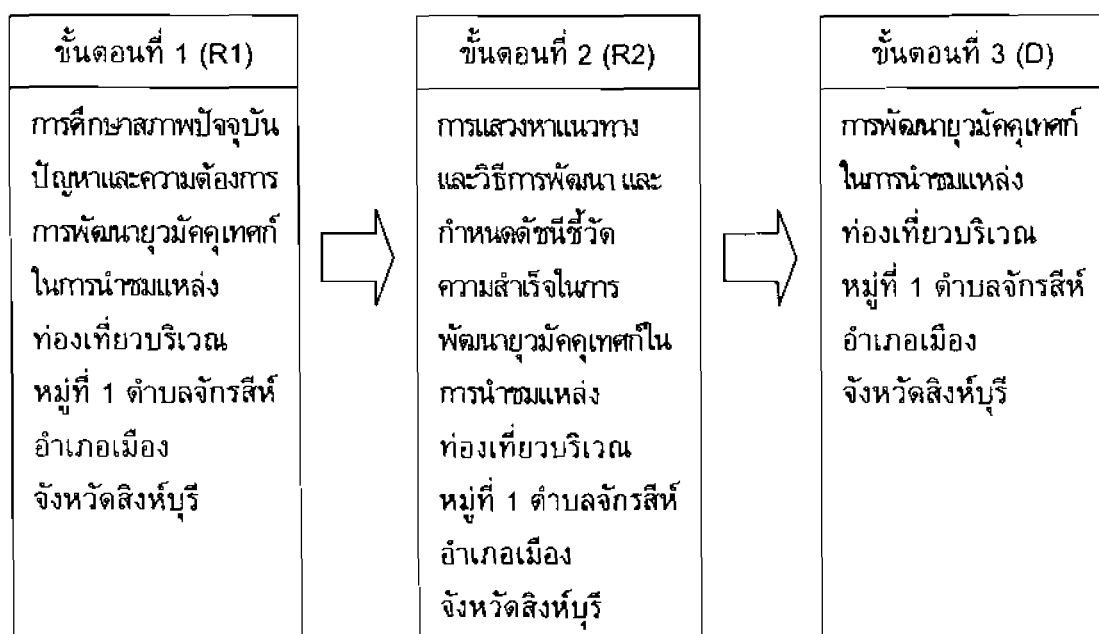 ขั้นตอนที่ 1 (R1)
การศึกษาสภาพปัจจุบัน
ปัญหาและความต้องการ
การพัฒนายุวมัคคุเทศก์
ในการนำชมแหล่ง
ท่องเที่ยวบริเวณ
หมู่ที่ 1 ตำบลจักรสีห์
อำเภอเมือง
จังหวัดสิงห์บุรี
ขั้นตอนที่ 2 (R2)
การแสวงหาแนวทาง
และวิธีการพัฒนา และ
กำหนดดัชนีชี้วัด
ความสำเร็จในการ
พัฒนายุวมัคคุเทศก์ใน
การนำชมแหล่ง
ท่องเที่ยวบริเวณ
หมู่ที่ 1 ตำบลจักรสีห์
อำเภอเมือง
จังหวัดสิงห์บุรี
ขั้นตอนที่ 3 (D)
การพัฒนายุวมัคคุเทศก์
ในการนำชมแหล่ง
ท่องเที่ยวบริเวณ
หมู่ที่ 1 ตำบลจักรสีห์
อำเภอเมือง
จังหวัดสิงห์บุรี